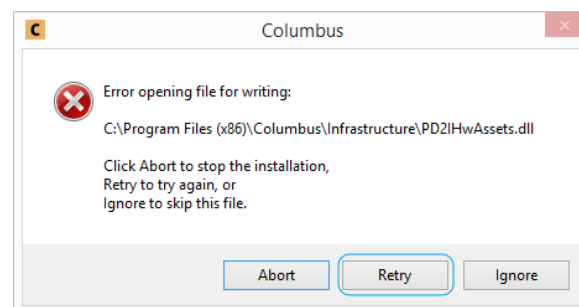 C
Columbus
Error opening file for writing:
C:\Program Files (x86)\Columbus\Infrastructure\PD2IHwAssets.dll
Click Abort to stop the installation,
Retry to try again, or
Ignore to skip this file.
Abort Retry Ignore